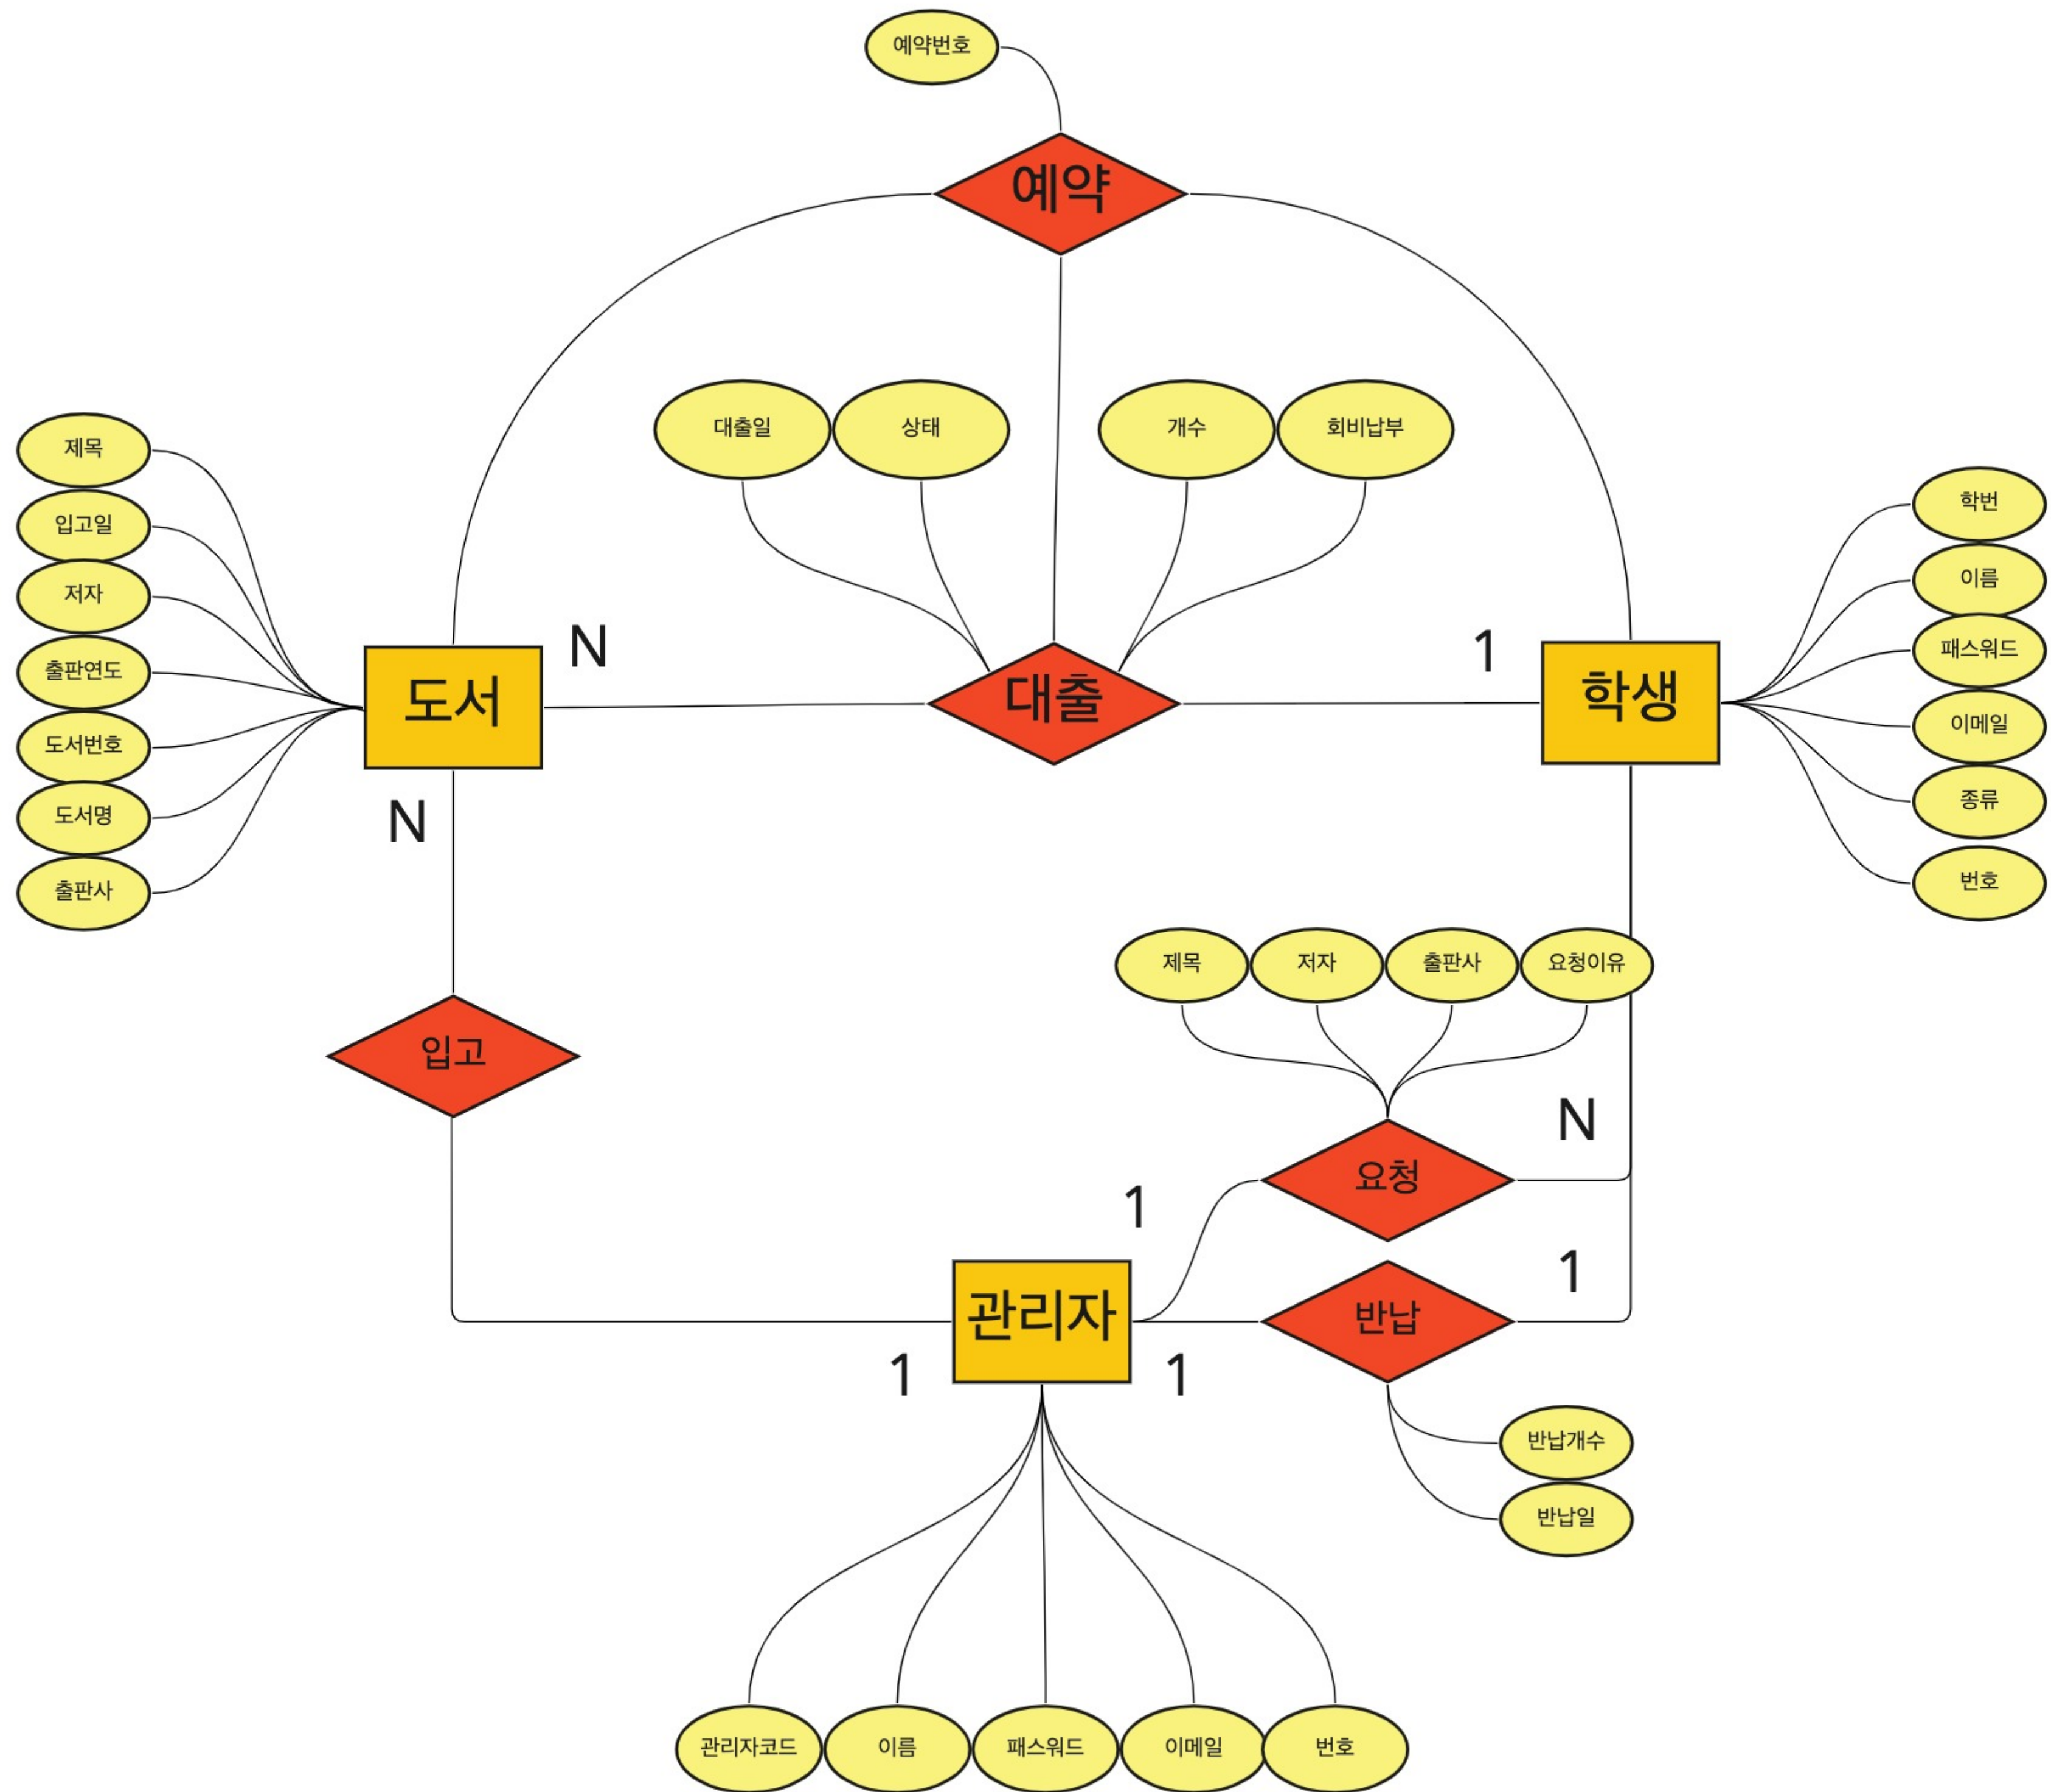 예약번호
예약
대출일
상태
개수
회비납부
제목
입고일
저자
출판연도
도서번호
도서명
출판사
도서
N
대출
1
학생
학번
이름
패스워드
이메일
종류
번호
N
입고
제목
저자
출판사
요청이유
요청
N
1
관리자
반납
1
1
1
반납개수
반납일
관리자코드
이름
패스워드
이메일
번호